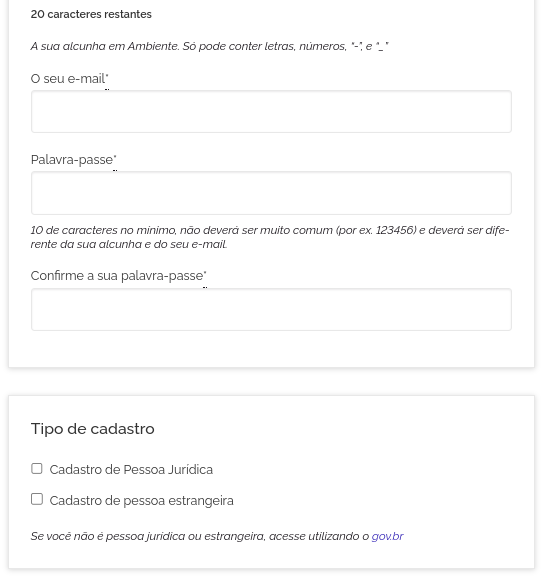 20 caracteres restantes
A sua alcunha em Ambiente. Só pode conter letras, números, "-", e "_"
O seu e-mail*
Palavra-passe*
10 de caracteres no mínimo, não deverá ser muito comum (por ex. 123456) e deverá ser dife-
rente da sua alcunha e do seu e-mail.
Confirme a sua palavra-passe*
Tipo de cadastro
Cadastro de Pessoa Jurídica
Cadastro de pessoa estrangeira
Se você não é pessoa jurídica ou estrangeira, acesse utilizando o gov.br